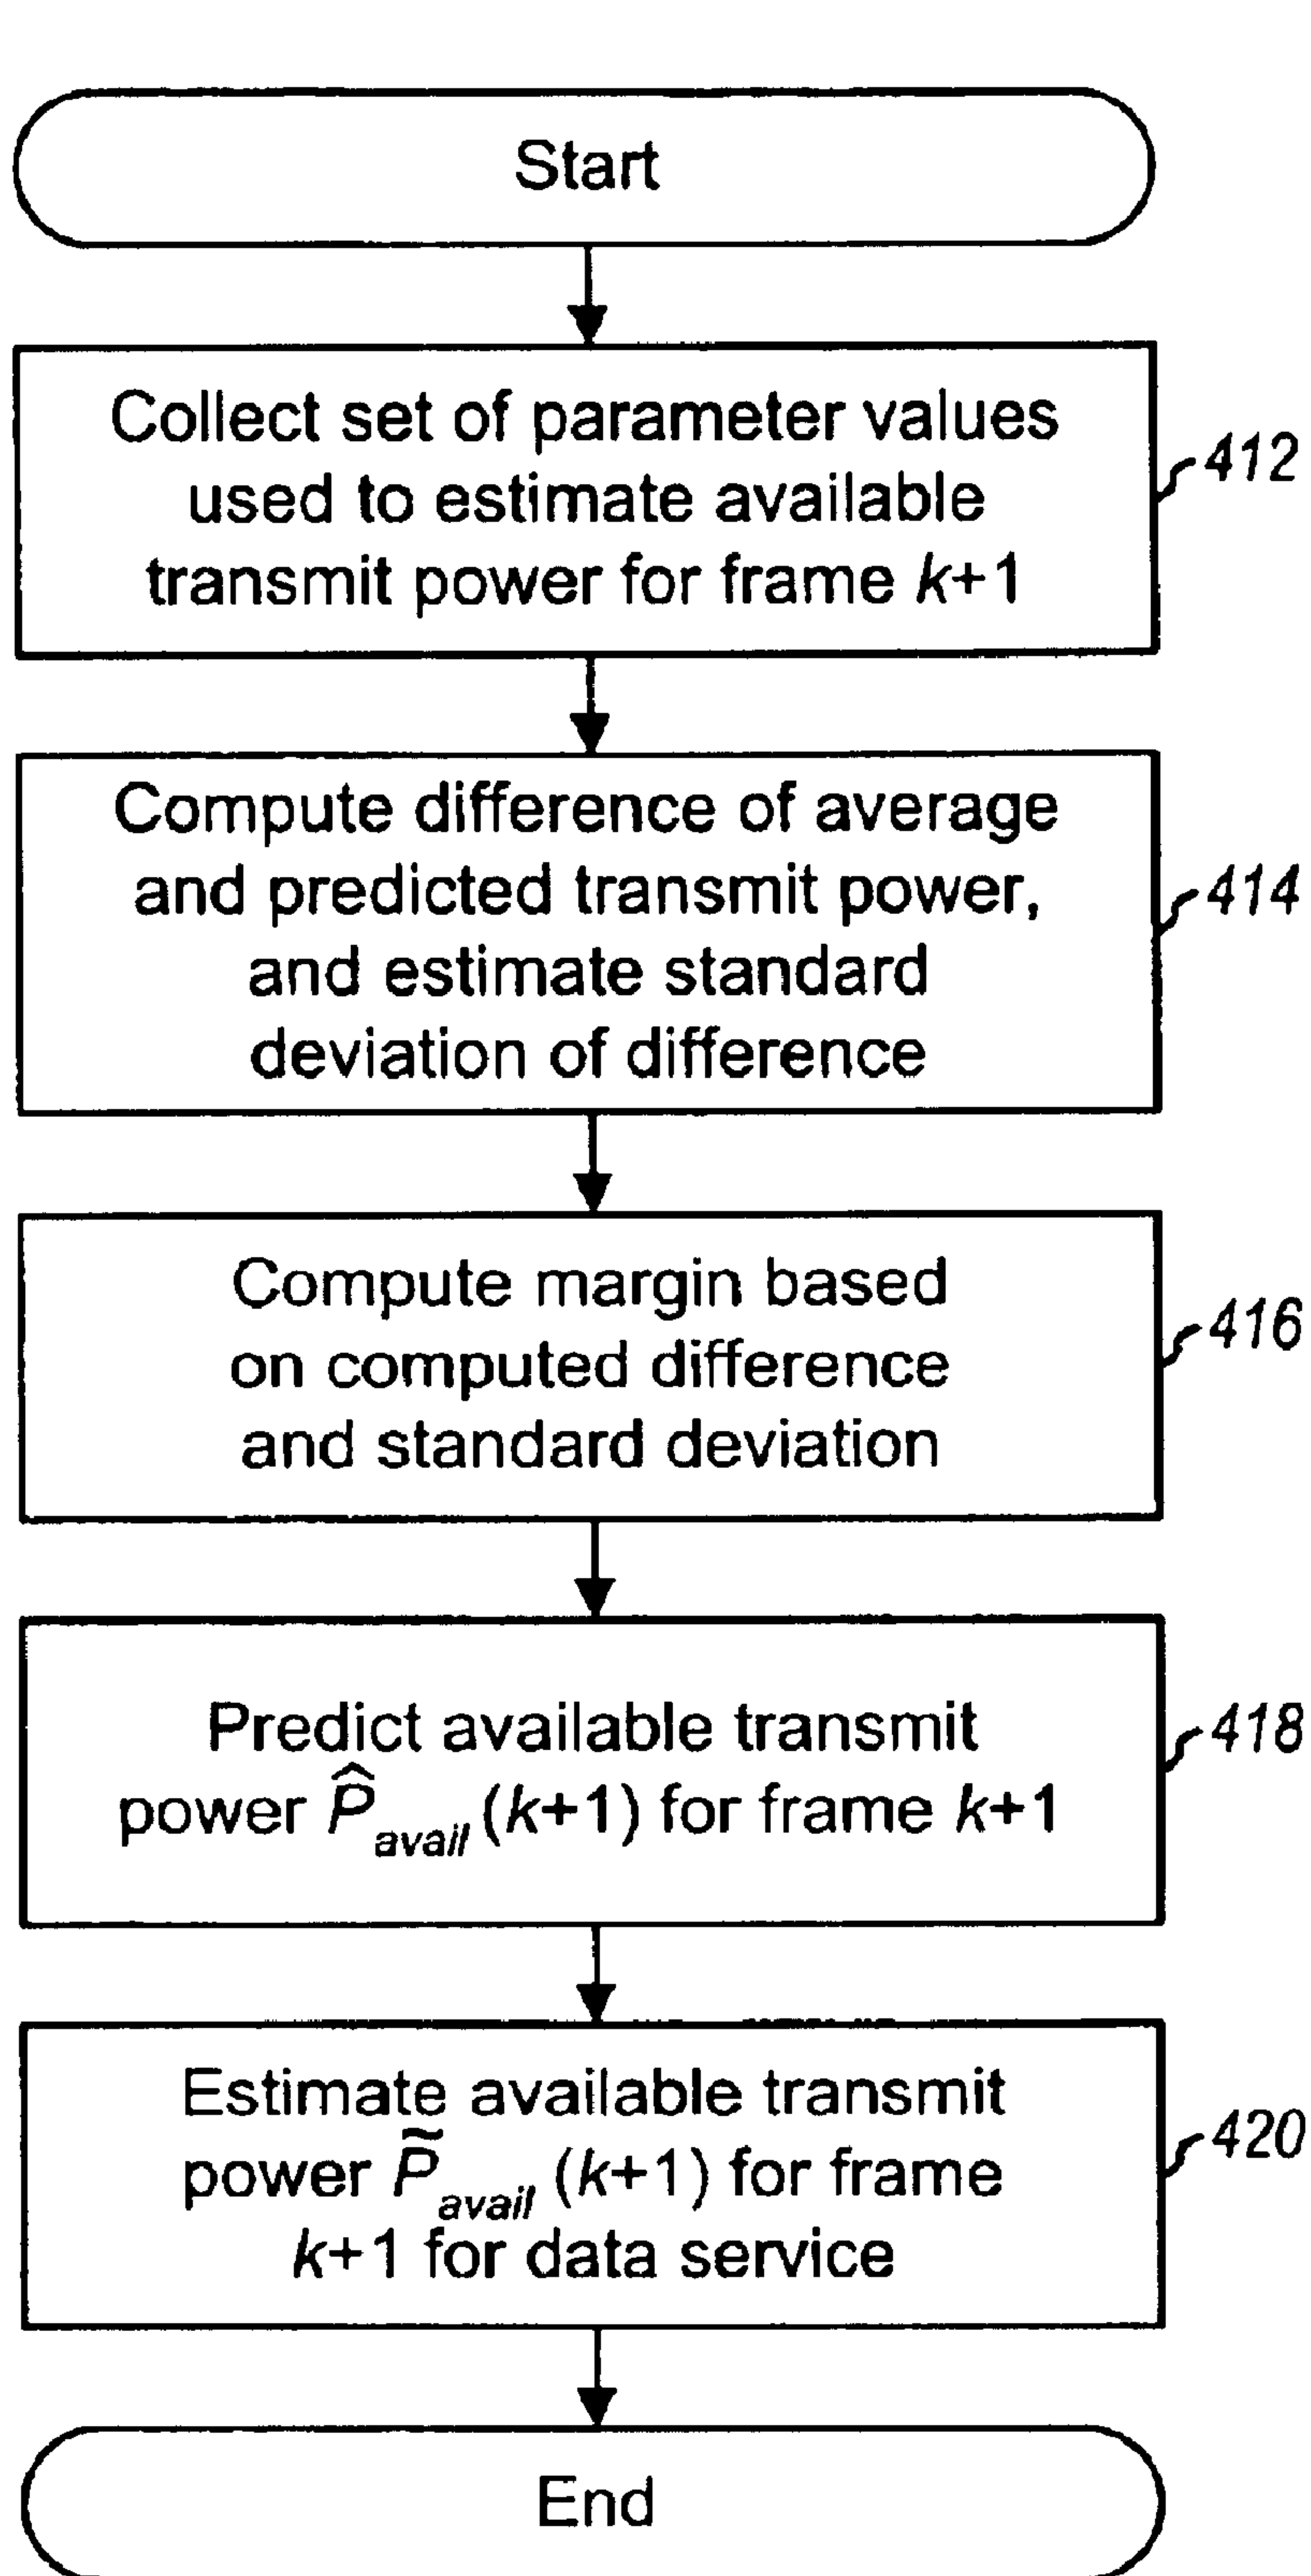 Start
Collect set of parameter values
used to estimate available
transmit power for frame k+1
412
Compute difference of average
and predicted transmit power,
and estimate standard
deviation of difference
414
Compute margin based
on computed difference
and standard deviation
416
Predict available transmit
power P̂avail (k+1) for frame k+1
418
Estimate available transmit
power P̃avail (k+1) for frame
k+1 for data service
420
End